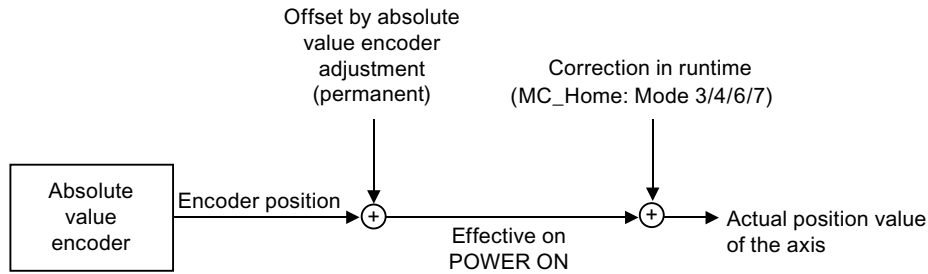 Offset by absolute
value encoder
adjustment
(permanent)
Correction in runtime
(MC_Home: Mode 3/4/6/7)
Absolute
value
encoder
Encoder position
+
Effective on
POWER ON
+
Actual position value
of the axis